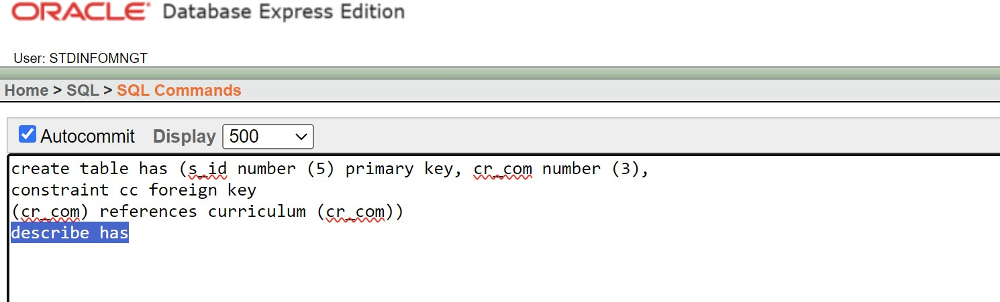 ORACLE Database Express Edition
User: STDINFOMNGT
Home > SQL > SQL Commands
Autocommit Display 500
create table has (s_id number (5) primary key, cr_com number (3),
constraint cc foreign key
(cr_com) references curriculum (cr_com))
describe has